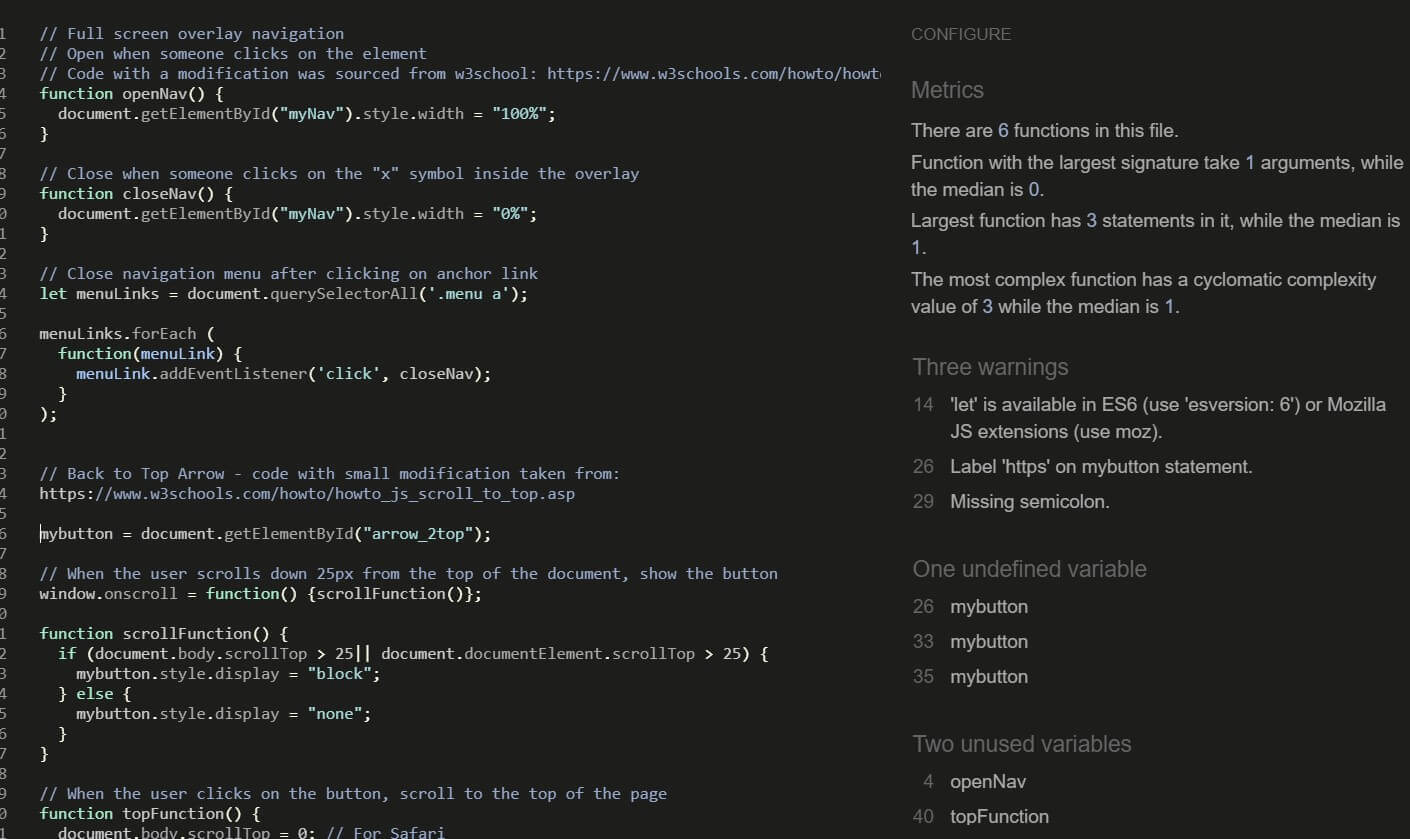 1 // Full screen overlay navigation
2 // Open when someone clicks on the element
3 // Code with a modification was sourced from w3school: https://www.w3schools.com/howto/howt
4 function openNav() {
5 document.getElementById("myNav").style.width = "100%";
6 }
7
8 // Close when someone clicks on the "x" symbol inside the overlay
9 function closeNav() {
0 document.getElementById("myNav").style.width = "0%";
1 }
2
3 // Close navigation menu after clicking on anchor link
4 let menuLinks = document.querySelectorAll('.menu a');
5
6 menuLinks.forEach (
7 function(menuLink) {
8 menuLink.addEventListener('click', closeNav);
9 }
0 );
1
2
3 // Back to Top Arrow - code with small modification taken from:
4 https://www.w3schools.com/howto/howto_js_scroll_to_top.asp
5
6 mybutton = document.getElementById("arrow_2top");
7
8 // When the user scrolls down 25px from the top of the document, show the button
9 window.onscroll = function() {scrollFunction()};
0
1 function scrollFunction() {
2 if (document.body.scrollTop > 25|| document.documentElement.scrollTop > 25) {
3 mybutton.style.display = "block";
4 } else {
5 mybutton.style.display = "none";
6 }
7 }
8
9 // When the user clicks on the button, scroll to the top of the page
0 function topFunction() {
1 document.body.scrollTop = 0; // For Safari
CONFIGURE
Metrics
There are 6 functions in this file.
Function with the largest signature take 1 arguments, while
the median is 0.
Largest function has 3 statements in it, while the median is
1.
The most complex function has a cyclomatic complexity
value of 3 while the median is 1.
Three warnings
14 'let' is available in ES6 (use 'esversion: 6') or Mozilla
JS extensions (use moz).
26 Label 'https' on mybutton statement.
29 Missing semicolon.
One undefined variable
26 mybutton
33 mybutton
35 mybutton
Two unused variables
4 openNav
40 topFunction